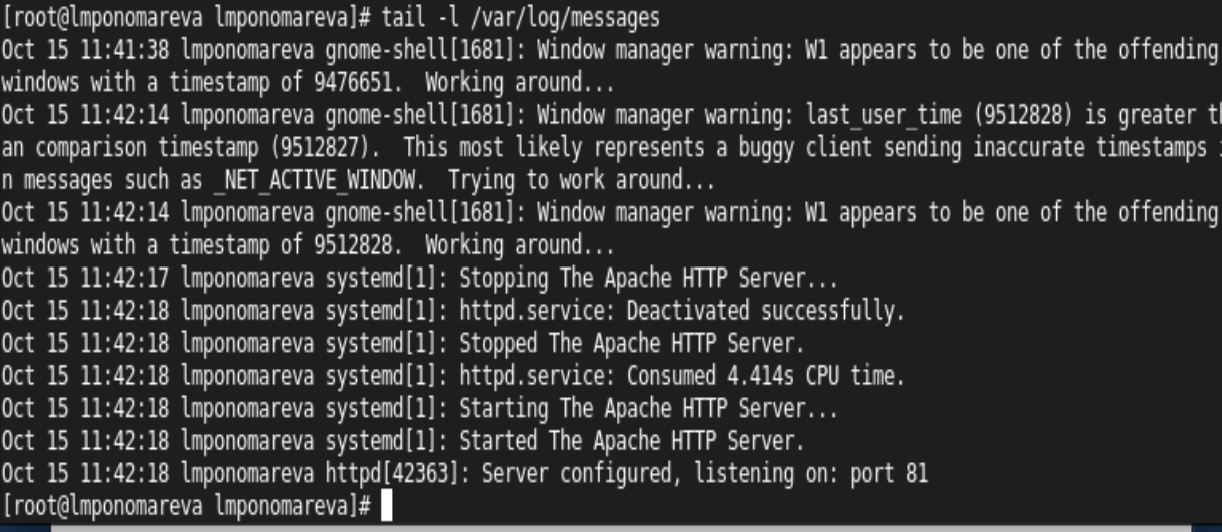 [root@lmponomareva lmponomareva]# tail -l /var/log/messages
Oct 15 11:41:38 lmponomareva gnome-shell[1681]: Window manager warning: W1 appears to be one of the offending
windows with a timestamp of 9476651.  Working around...
Oct 15 11:42:14 lmponomareva gnome-shell[1681]: Window manager warning: last_user_time (9512828) is greater th
an comparison timestamp (9512827).  This most likely represents a buggy client sending inaccurate timestamps i
n messages such as _NET_ACTIVE_WINDOW.  Trying to work around...
Oct 15 11:42:14 lmponomareva gnome-shell[1681]: Window manager warning: W1 appears to be one of the offending
windows with a timestamp of 9512828.  Working around...
Oct 15 11:42:17 lmponomareva systemd[1]: Stopping The Apache HTTP Server...
Oct 15 11:42:18 lmponomareva systemd[1]: httpd.service: Deactivated successfully.
Oct 15 11:42:18 lmponomareva systemd[1]: Stopped The Apache HTTP Server.
Oct 15 11:42:18 lmponomareva systemd[1]: httpd.service: Consumed 4.414s CPU time.
Oct 15 11:42:18 lmponomareva systemd[1]: Starting The Apache HTTP Server...
Oct 15 11:42:18 lmponomareva systemd[1]: Started The Apache HTTP Server.
Oct 15 11:42:18 lmponomareva httpd[42363]: Server configured, listening on: port 81
[root@lmponomareva lmponomareva]#